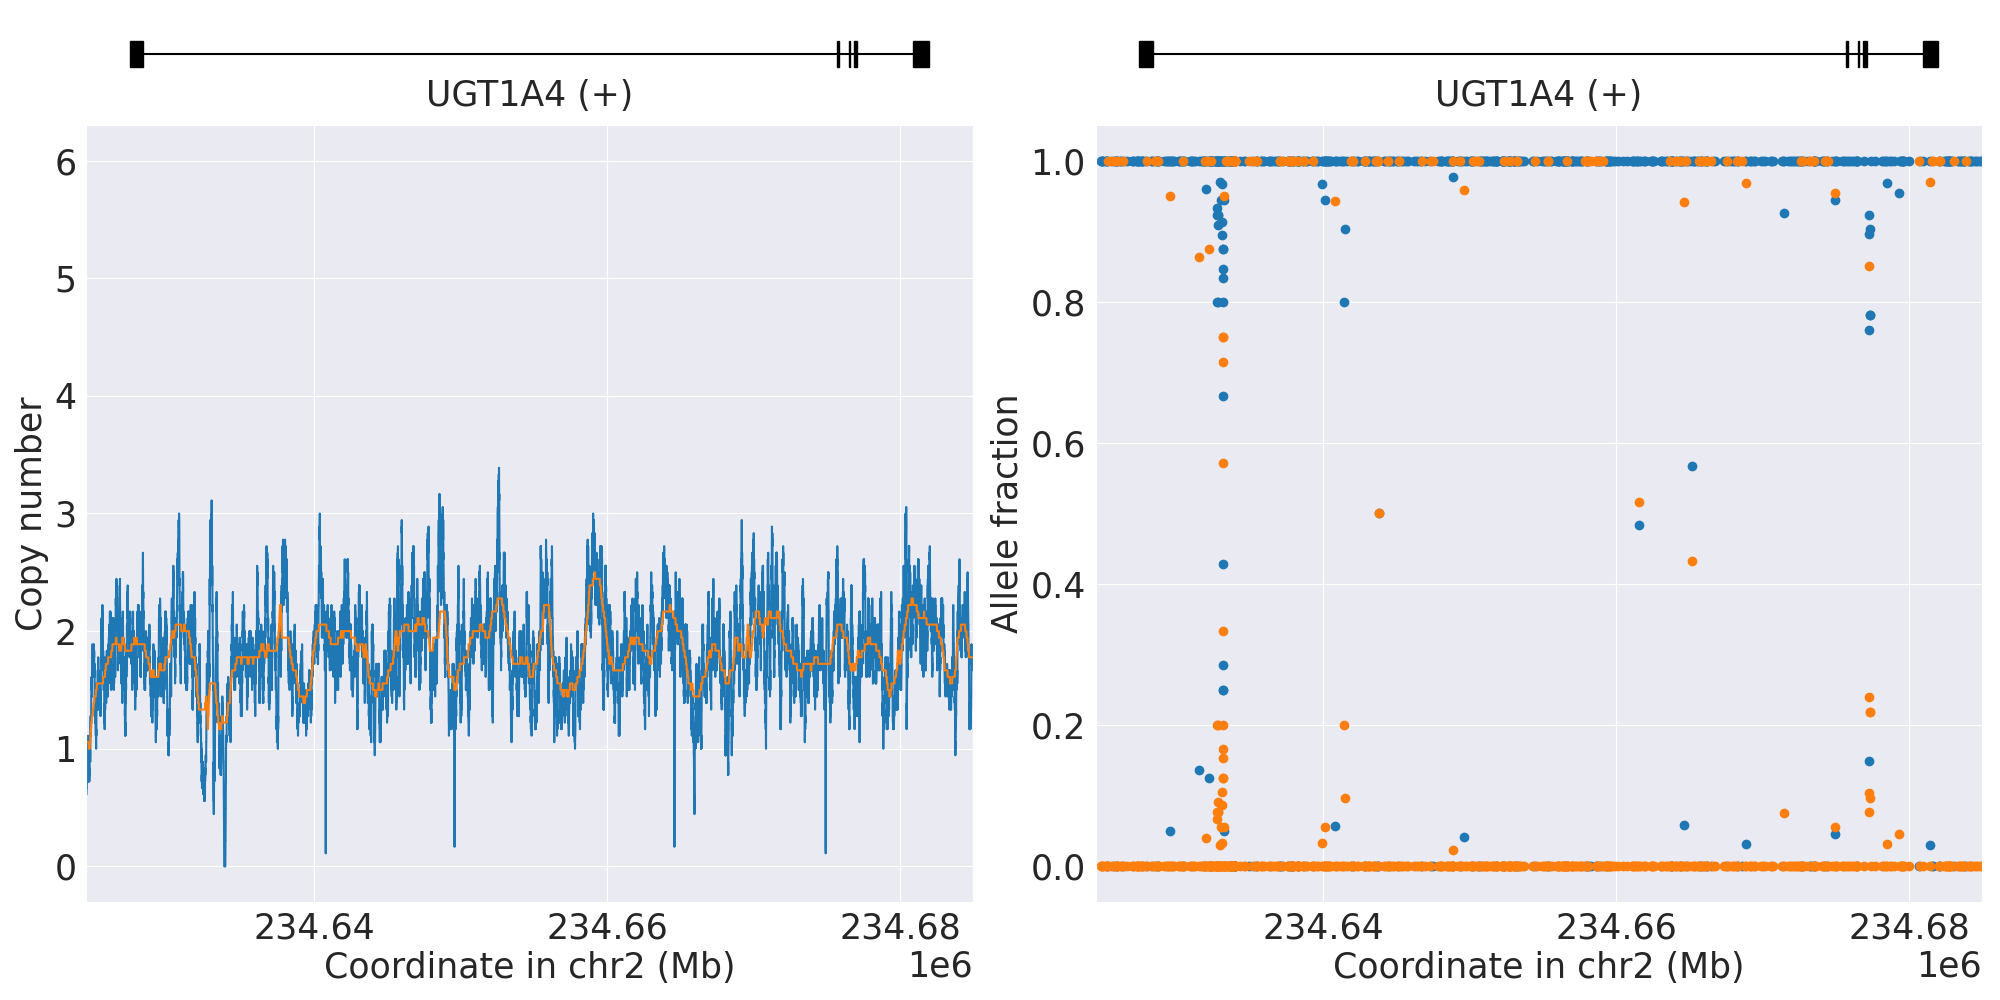 UGT1A4 (+)
6
5
4
3
2
1
0
Copy number
234.64
234.66
234.68
Coordinate in chr2 (Mb)
1e6
UGT1A4 (+)
1.0
0.8
0.6
0.4
0.2
0.0
Allele fraction
234.64
234.66
234.68
Coordinate in chr2 (Mb)
1e6